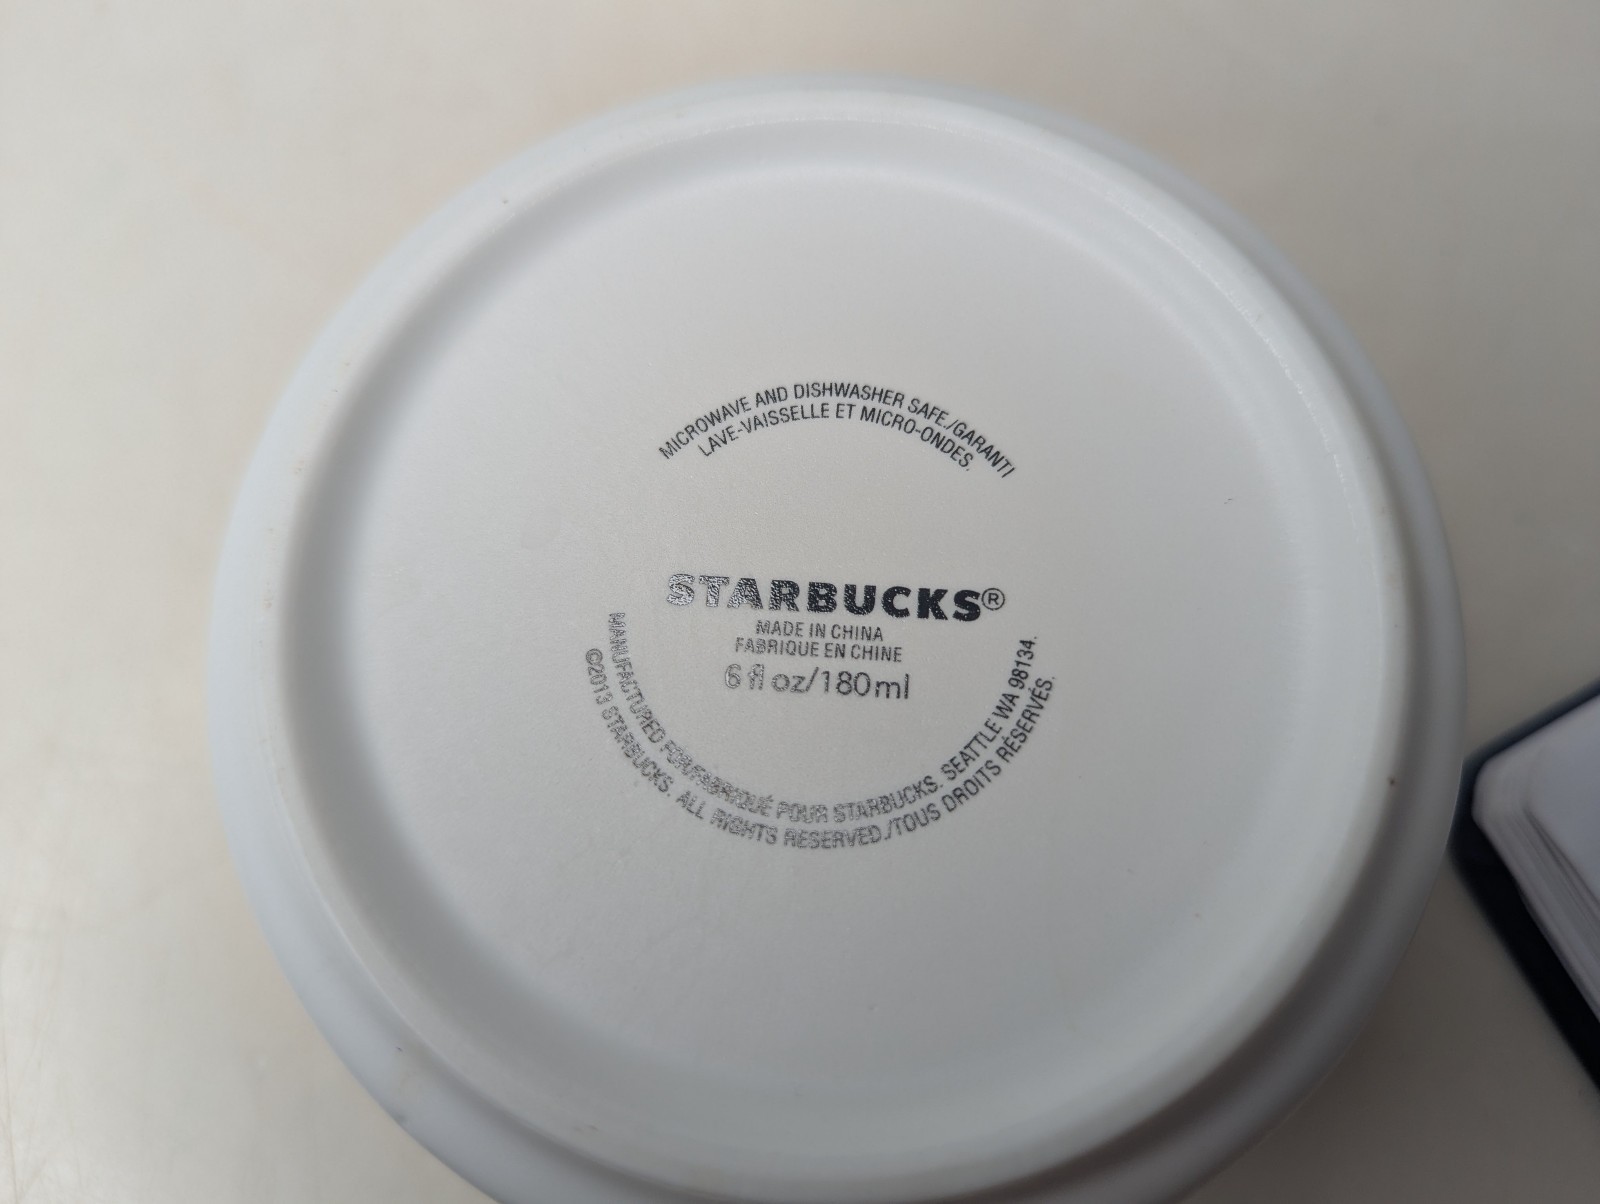 MICROWAVE AND DISHWASHER SAFE./GARANTI
LAVE-VAISSELLE ET MICRO-ONDES.
STARBUCKS®
MADE IN CHINA
FABRIQUE EN CHINE
6 fl oz/180ml
MANUFACTURED FOR/FABRIQUÉ POUR STARBUCKS. SEATTLE WA 98134.
©2013 STARBUCKS. ALL RIGHTS RESERVED./TOUS DROITS RÉSERVÉS.